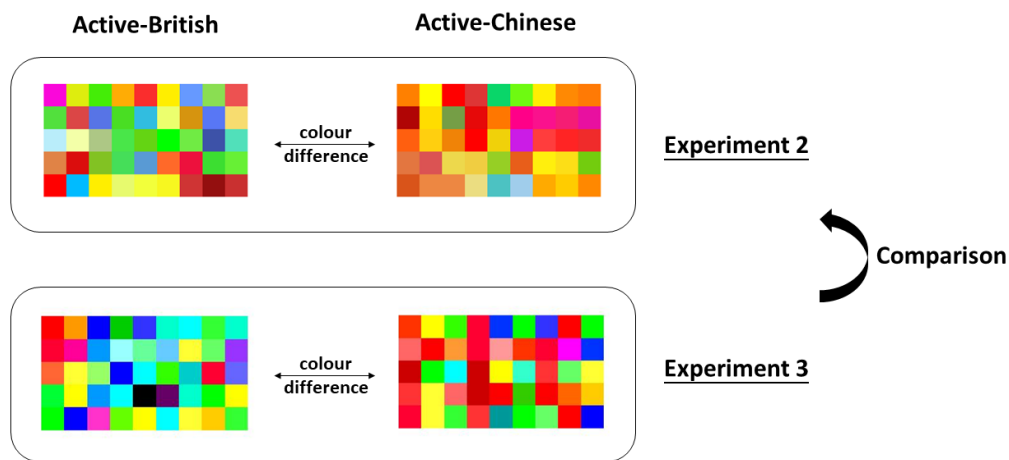 Active-British
Active-Chinese
colour
difference
Experiment 2
Comparison
colour
difference
Experiment 3